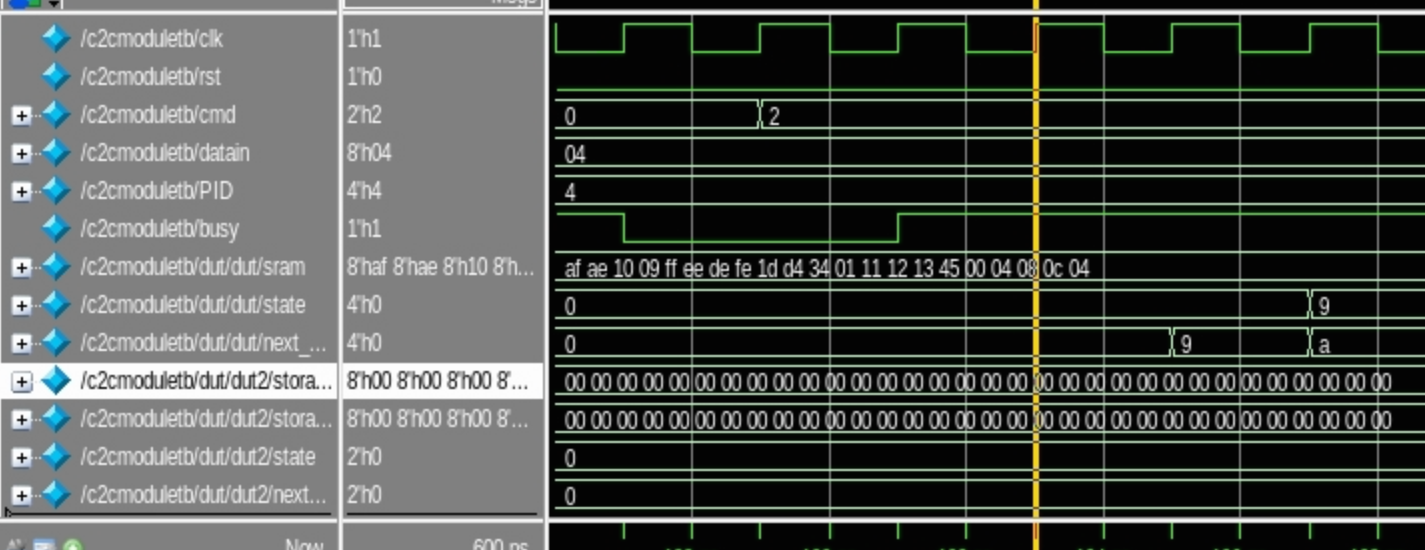 /c2cmoduletb/clk 1'h1
/c2cmoduletb/rst 1'h0
/c2cmoduletb/cmd 2'h2 0 2
/c2cmoduletb/datain 8'h04 04
/c2cmoduletb/PID 4'h4 4
/c2cmoduletb/busy 1'h1
/c2cmoduletb/dut/dut/sram 8'haf 8'hae 8'h10 8'h... af ae 10 09 ff ee de fe 1d d4 34 01 11 12 13 45 00 04 08 0c 04
/c2cmoduletb/dut/dut/state 4'h0 0 9
/c2cmoduletb/dut/dut/next_... 4'h0 0 9 a
/c2cmoduletb/dut/dut2/stora... 8'h00 8'h00 8'h00 8'... 00 00 00 00 00 00 00 00 00 00 00 00 00 00 00 00 00 00 00 00 00 00 00 00 00 00 00 00 00 00 00 00
/c2cmoduletb/dut/dut2/stora... 8'h00 8'h00 8'h00 8'... 00 00 00 00 00 00 00 00 00 00 00 00 00 00 00 00 00 00 00 00 00 00 00 00 00 00 00 00 00 00 00 00
/c2cmoduletb/dut/dut2/state 2'h0 0
/c2cmoduletb/dut/dut2/next... 2'h0 0
Now 600 ns